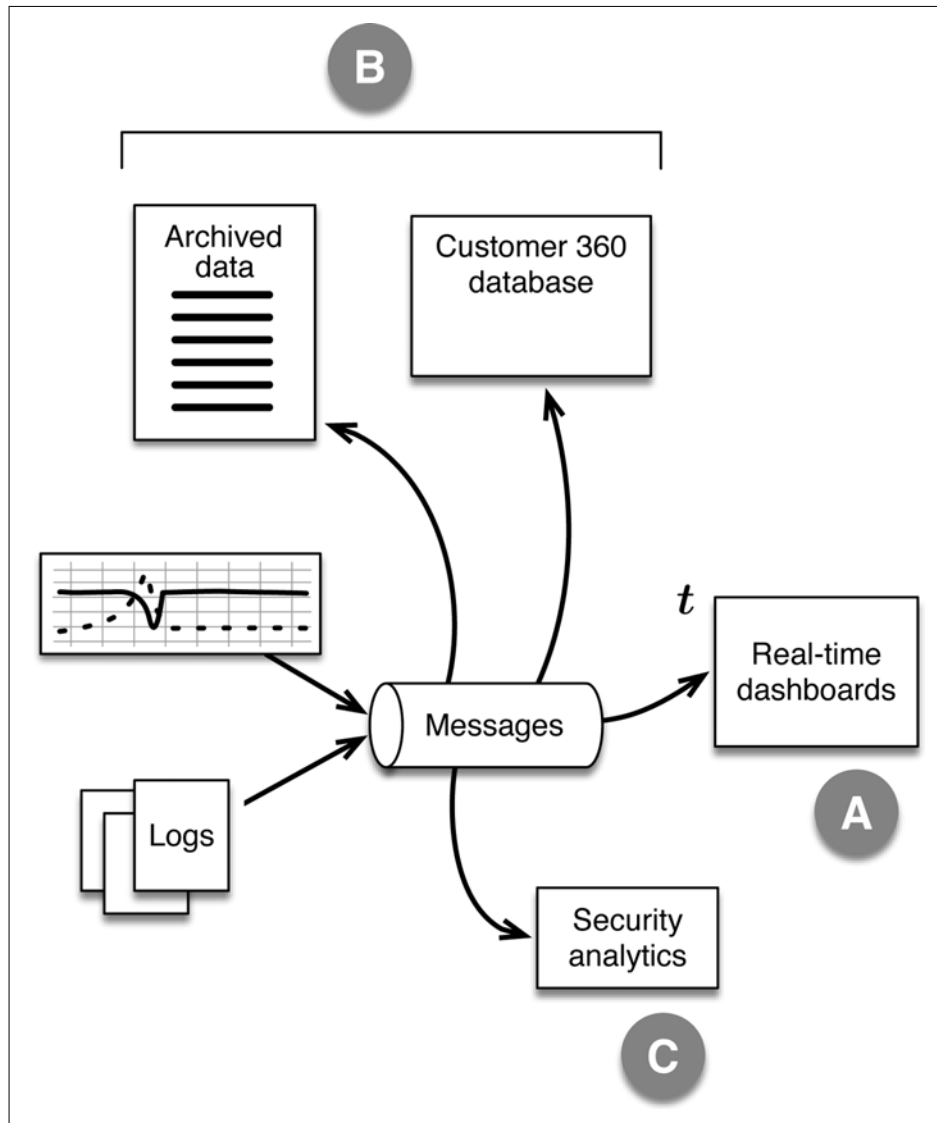 B
Archived
data
Customer 360
database
t
Real-time
dashboards
Messages
A
Logs
Security
analytics
C